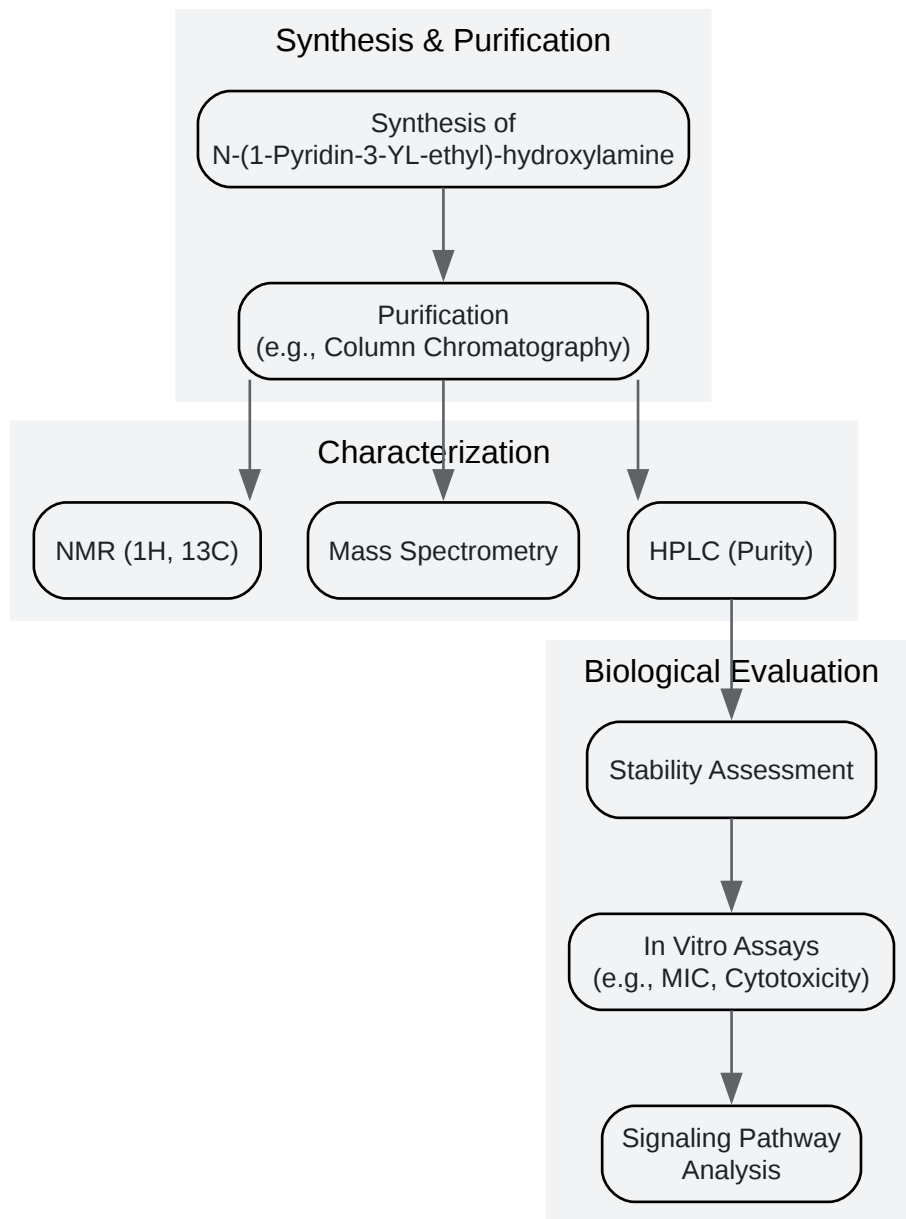 Synthesis & Purification
Synthesis of
N-(1-Pyridin-3-YL-ethyl)-hydroxylamine
Purification
(e.g., Column Chromatography)
Characterization
NMR (1H, 13C)
Mass Spectrometry
HPLC (Purity)
Biological Evaluation
Stability Assessment
In Vitro Assays
(e.g., MIC, Cytotoxicity)
Signaling Pathway
Analysis